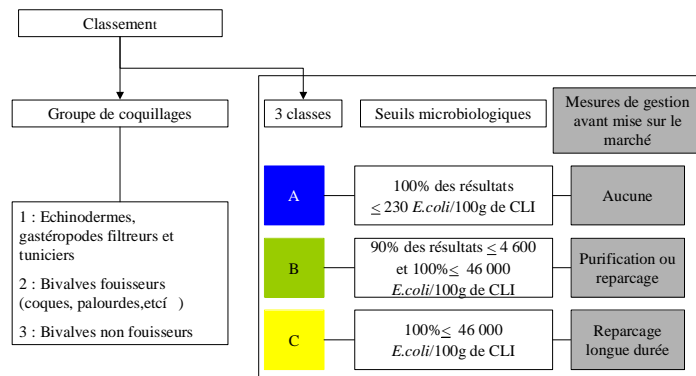 Classement
Groupe de coquillages
3 classes
Seuils microbiologiques
Mesures de gestion
avant mise sur le
marché
1 : Echinodermes,
gastéropodes filtreurs et
tuniciers
2 : Bivalves fouisseurs
(coques, palourdes,etcí )
3 : Bivalves non fouisseurs
A
100% des résultats
≤ 230 E.coli/100g de CLI
Aucune
B
90% des résultats ≤ 4 600
et 100%≤ 46 000
E.coli/100g de CLI
Purification ou
reparcage
C
100%≤ 46 000
E.coli/100g de CLI
Reparcage
longue durée